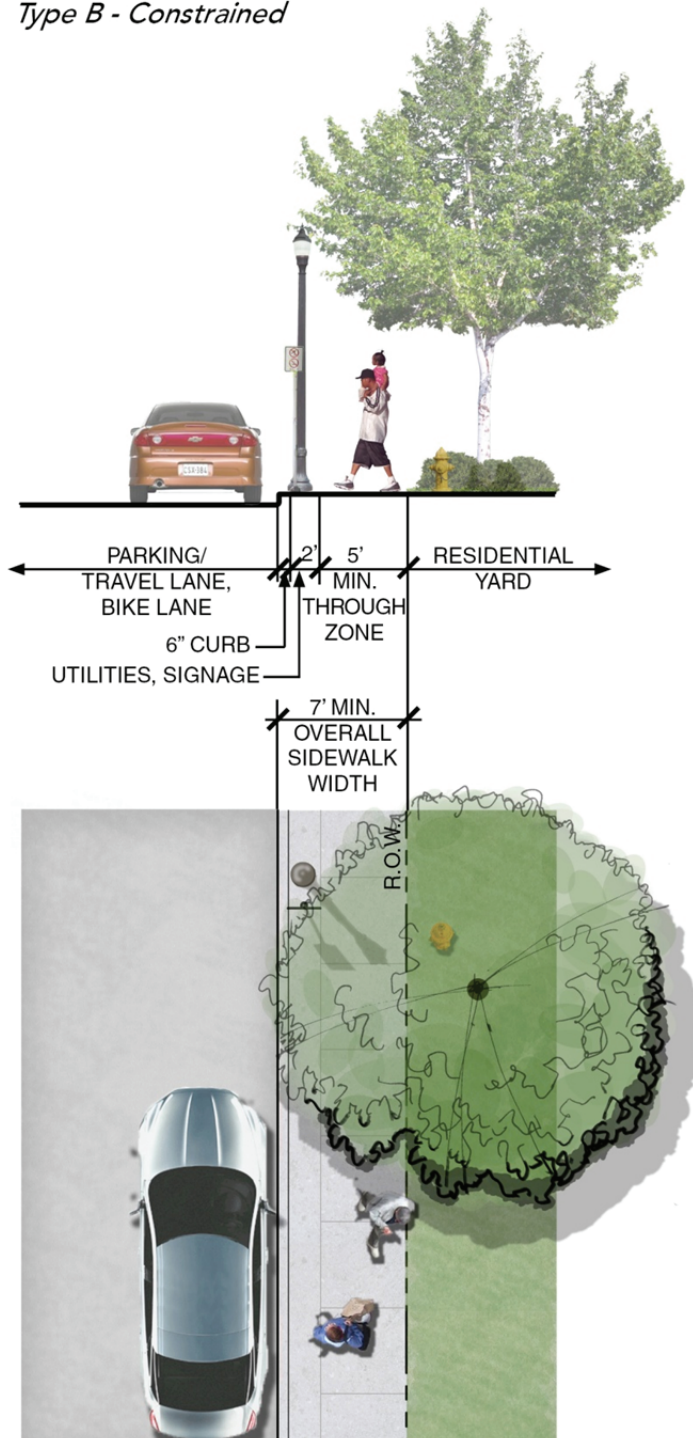 Type B - Constrained
PARKING/
TRAVEL LANE,
BIKE LANE
2'
5'
MIN.
THROUGH
ZONE
RESIDENTIAL
YARD
6” CURB
UTILITIES, SIGNAGE
7’ MIN.
OVERALL
SIDEWALK
WIDTH
R.O.W.